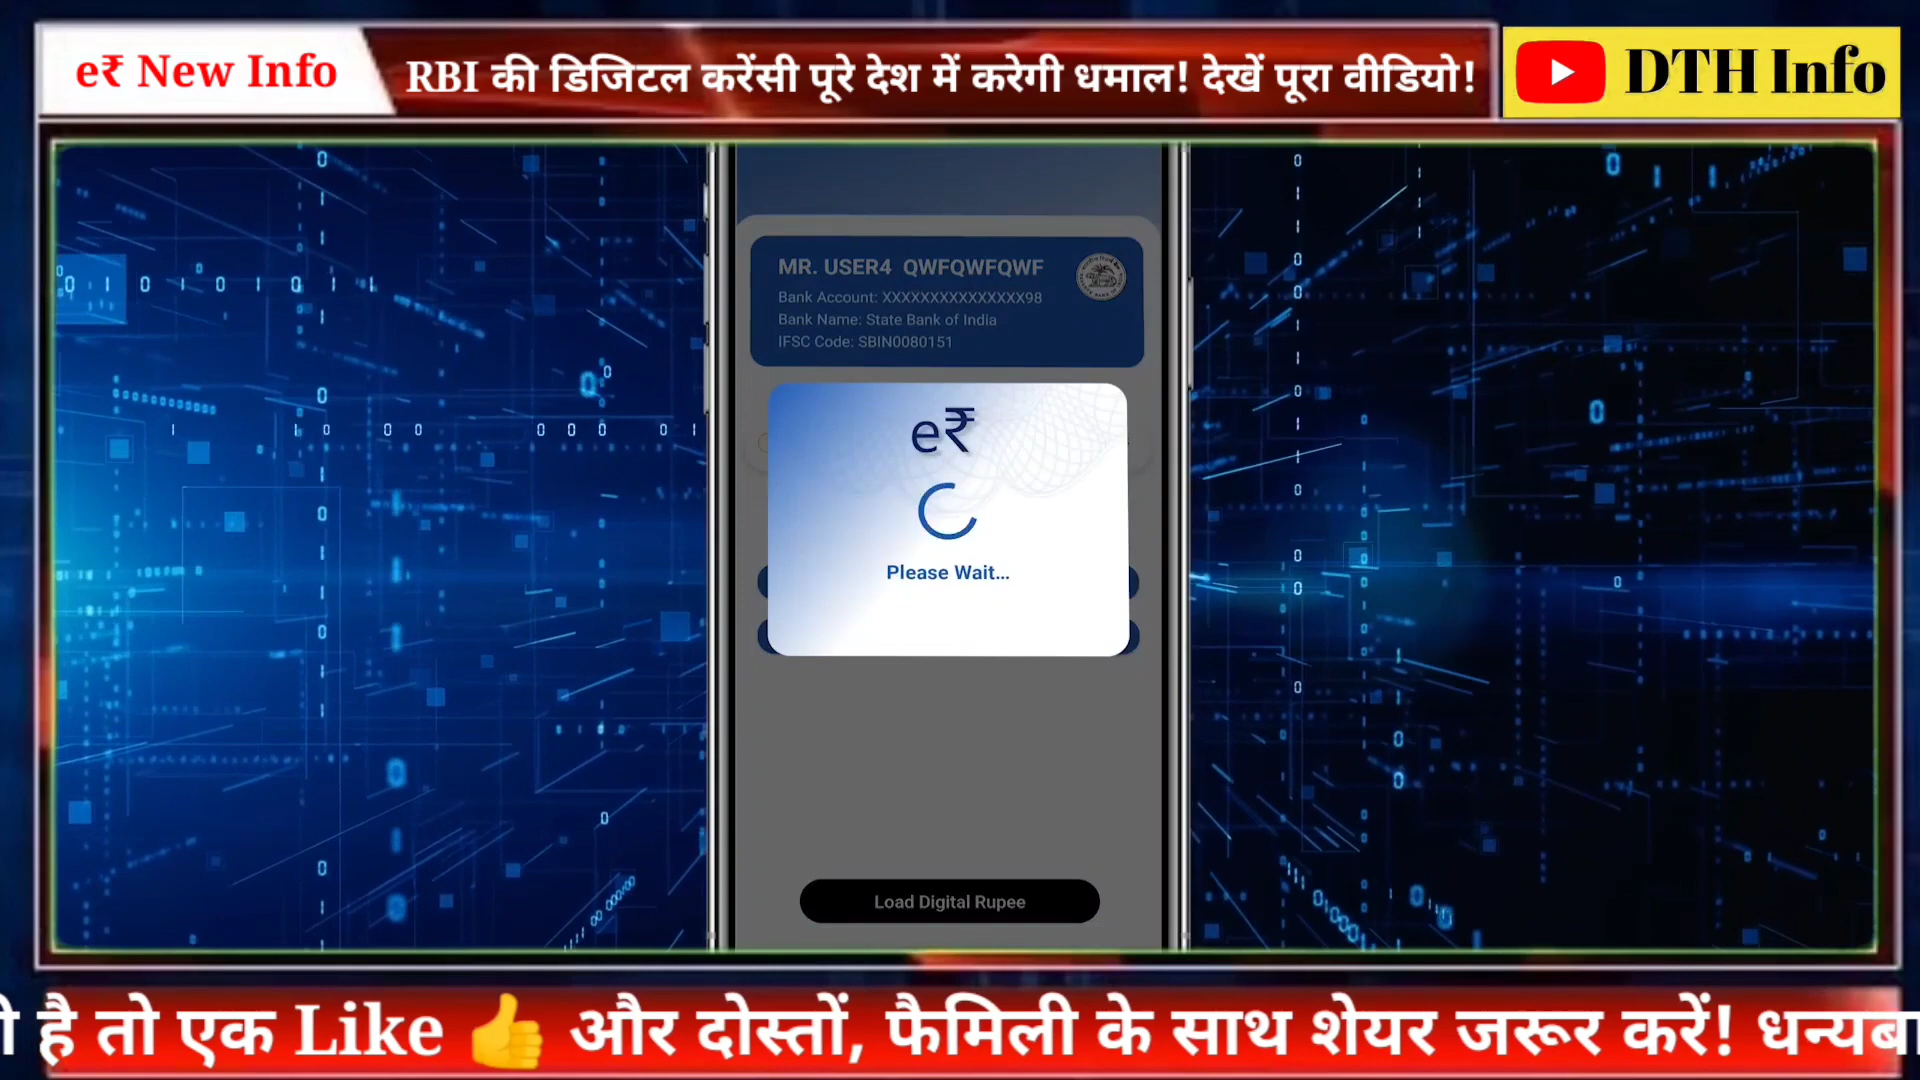 e₹ New Info
RBI की डिजिटल करेंसी पूरे देश में करेगी धमाल! देखें पूरा वीडियो!
DTH Info
MR. USER4 QWFQWFQWF
Bank Account: XXXXXXXXXXXXXXX98
Bank Name: State Bank of India
IFSC Code: SBIN0080151
e₹
Please Wait...
Load Digital Rupee
है तो एक Like 👍 और दोस्तों, फैमिली के साथ शेयर जरूर करें!